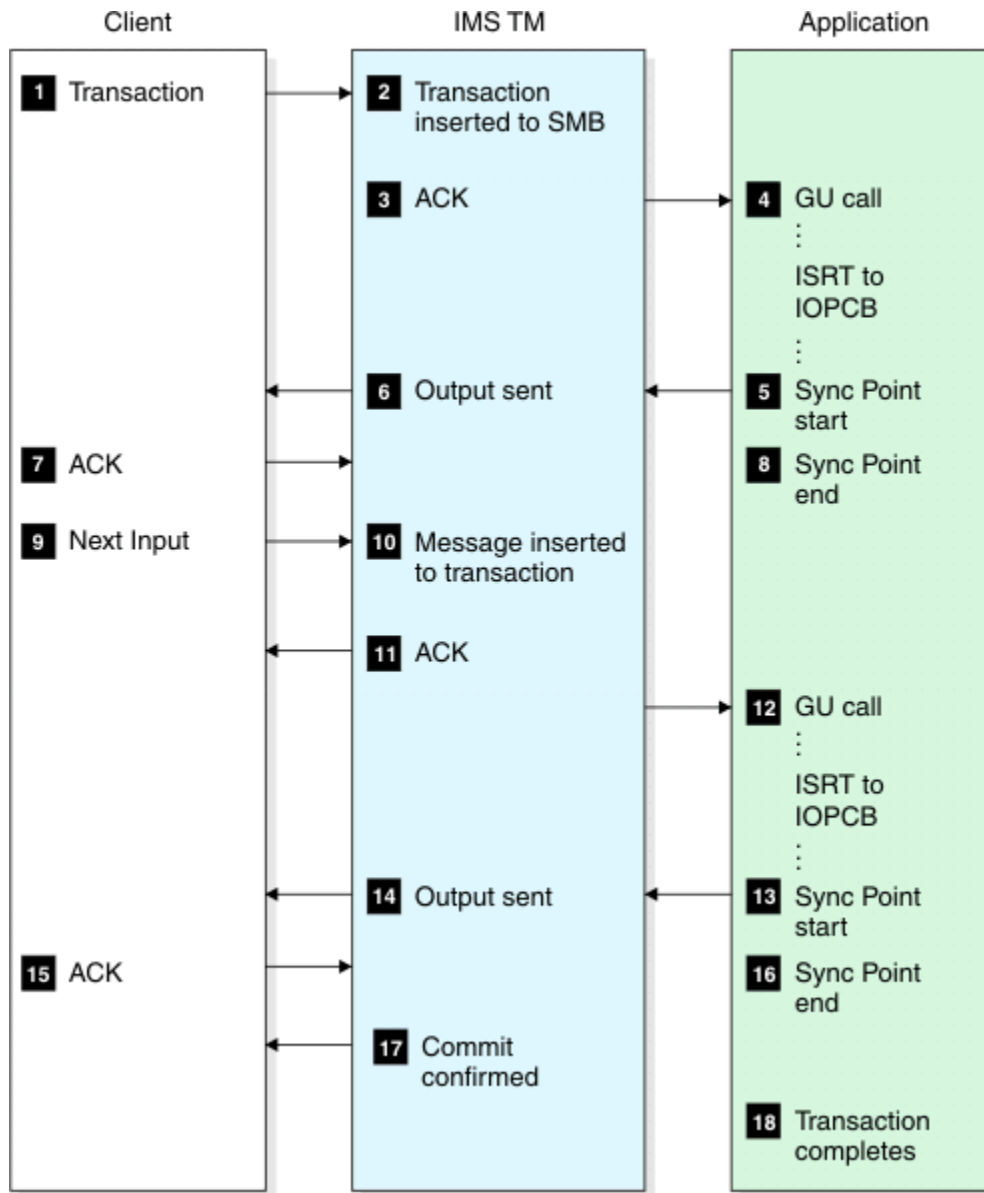 Client
IMS TM
Application
1 Transaction
2 Transaction
inserted to SMB
3 ACK
4 GU call
ISRT to
IOPCB
5 Sync Point
start
6 Output sent
7 ACK
8 Sync Point
end
9 Next Input
10 Message inserted
to transaction
11 ACK
12 GU call
ISRT to
IOPCB
13 Sync Point
start
14 Output sent
15 ACK
16 Sync Point
end
17 Commit
confirmed
18 Transaction
completes